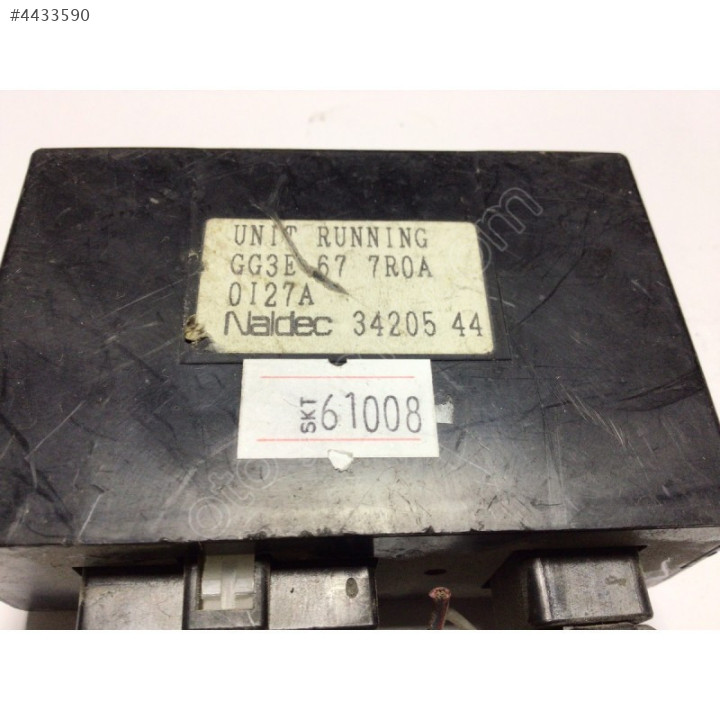 #4433590
UNIT RUNNING
GG3E 67 7R0A
0I27A
Naldec 34205 44
SKT 61008